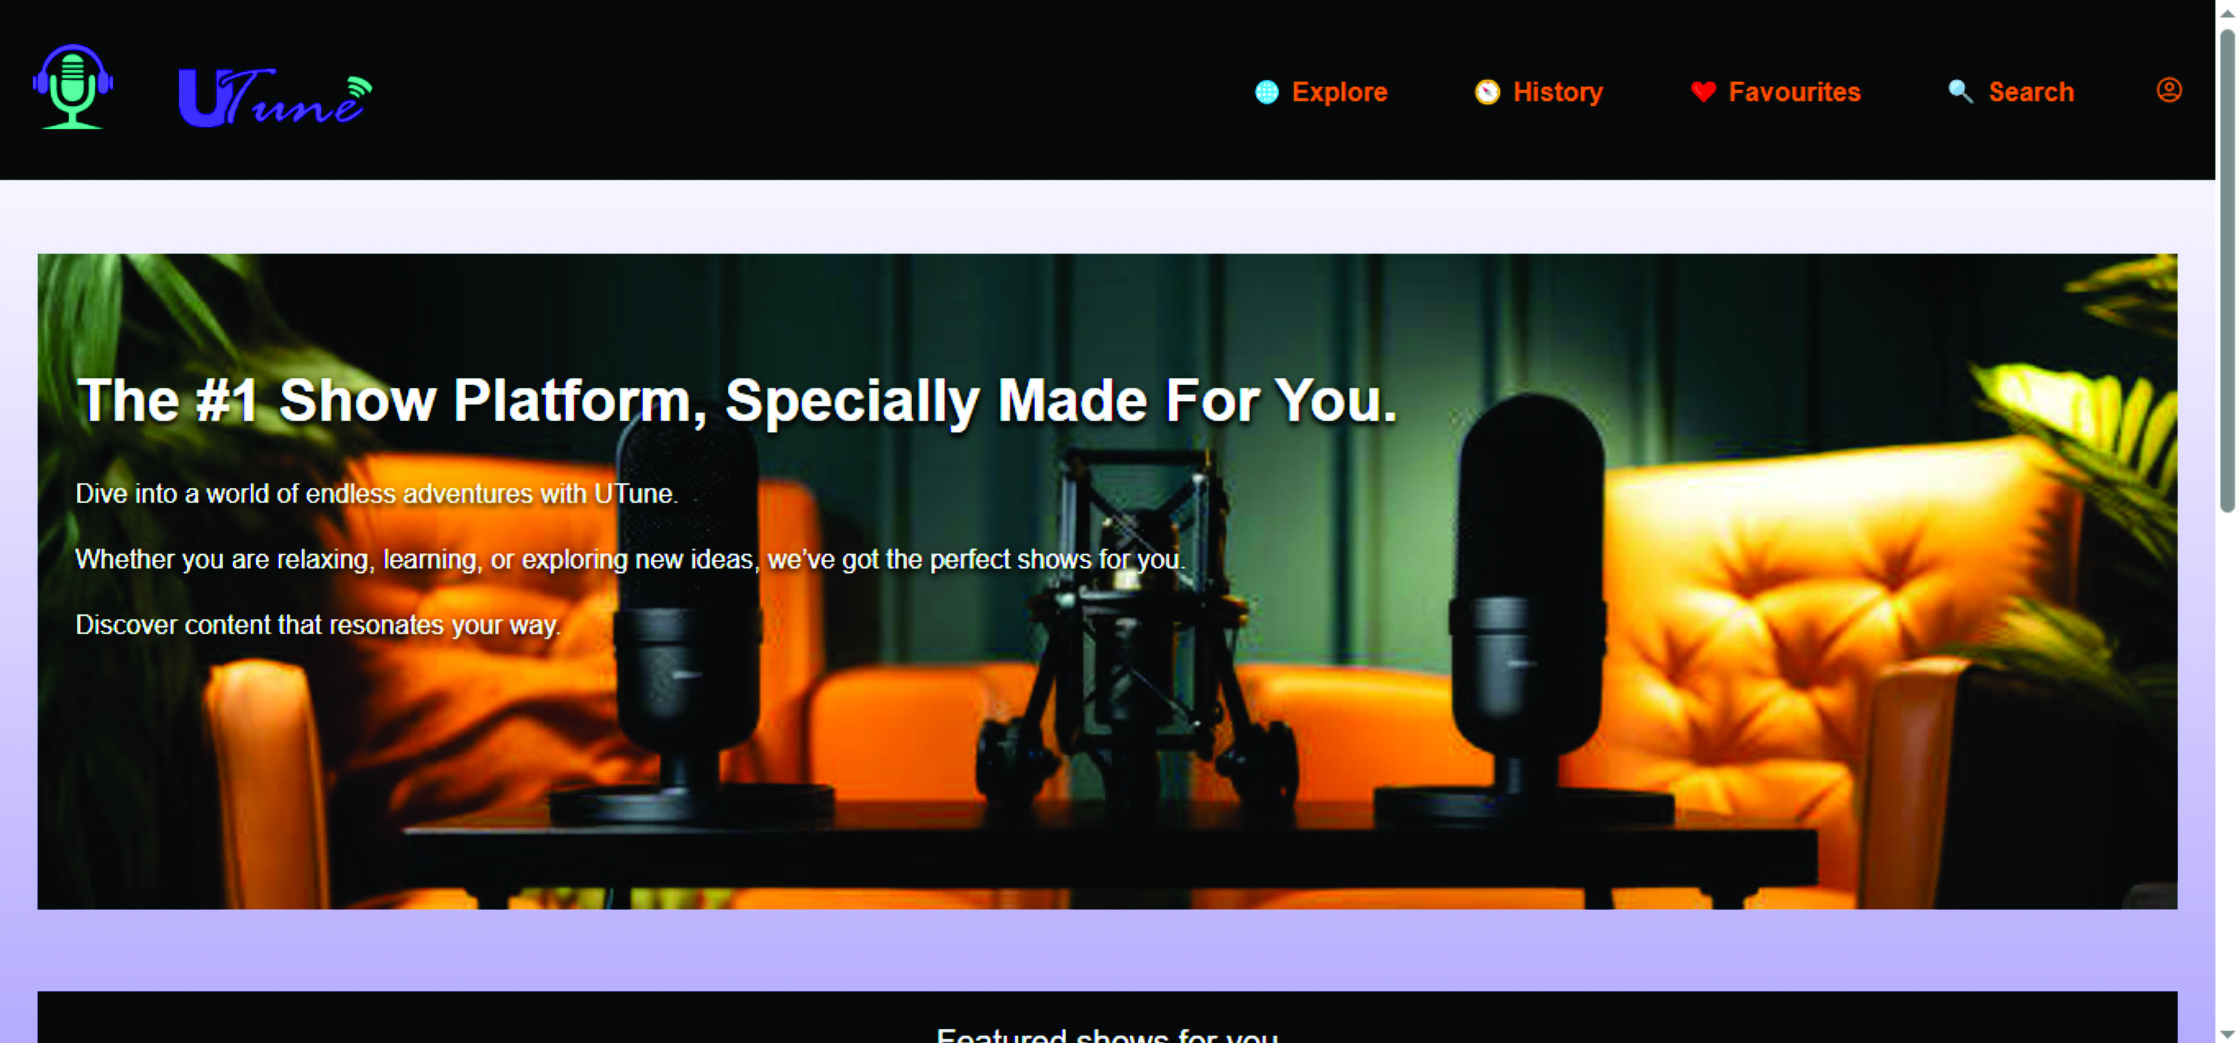 UTune
Explore
History
Favourites
Search
The #1 Show Platform, Specially Made For You.
Dive into a world of endless adventures with UTune.
Whether you are relaxing, learning, or exploring new ideas, we've got the perfect shows for you.
Discover content that resonates your way.
Featured shows for you